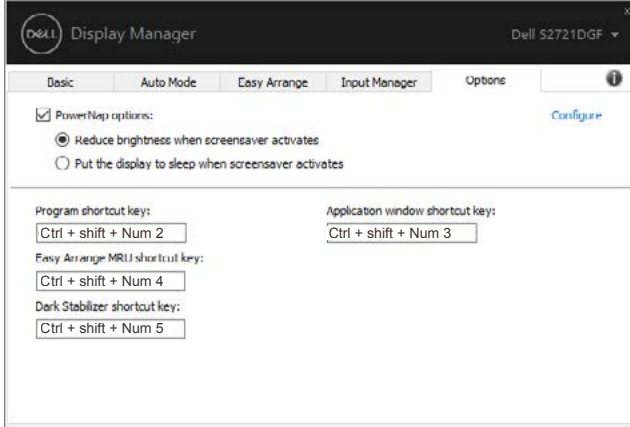 DELL Display Manager
Dell S2721DGF
x
Basic Auto Mode Easy Arrange Input Manager Options
PowerNap options:
Configure
Reduce brightness when screensaver activates
Put the display to sleep when screensaver activates
Program shortcut key:
Application window shortcut key:
Ctrl + shift + Num 2
Ctrl + shift + Num 3
Easy Arrange MRU shortcut key:
Ctrl + shift + Num 4
Dark Stabilizer shortcut key:
Ctrl + shift + Num 5